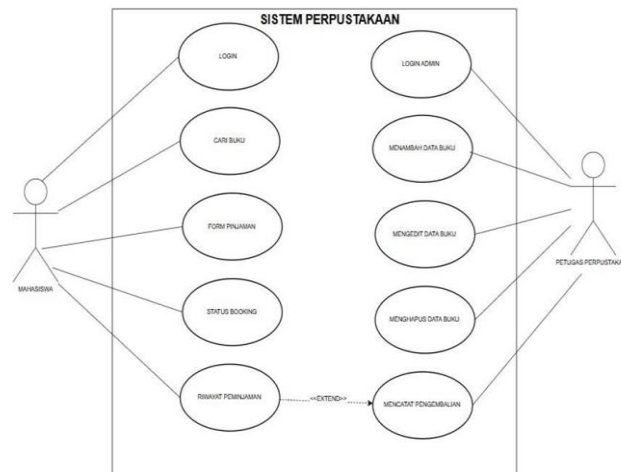 SISTEM PERPUSTAKAAN
LOGIN
LOGIN ADMIN
CARI BUKU
MENAMBAH DATA BUKU
FORM PINJAMAN
MENGEDIT DATA BUKU
MAHASISWA
PETUGAS PERPUSTAKA
STATUS BOOKING
MENGHAPUS DATA BUKU
RIWAYAT PEMINJAMAN
<<EXTEND>>
MENCATAT PENGEMBALIAN